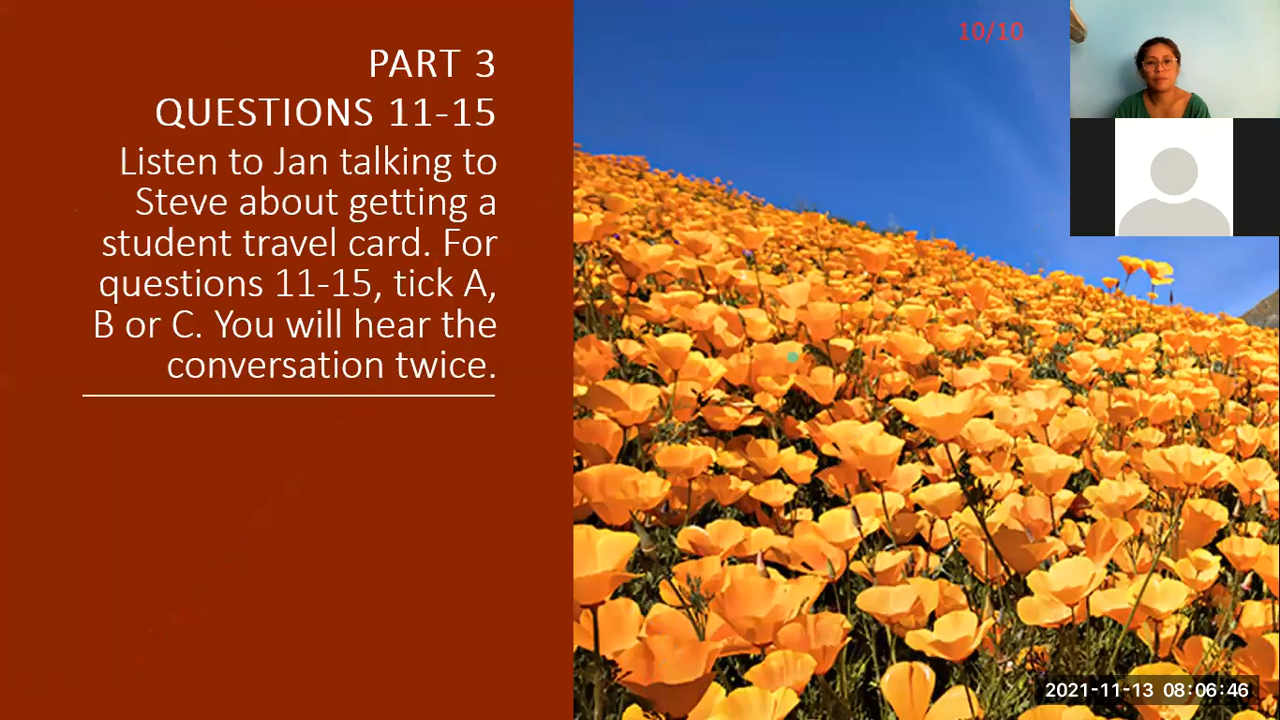 PART 3
QUESTIONS 11-15
Listen to Jan talking to
Steve about getting a
student travel card. For
questions 11-15, tick A,
B or C. You will hear the
conversation twice.
10/10
2021-11-13 08:06:46